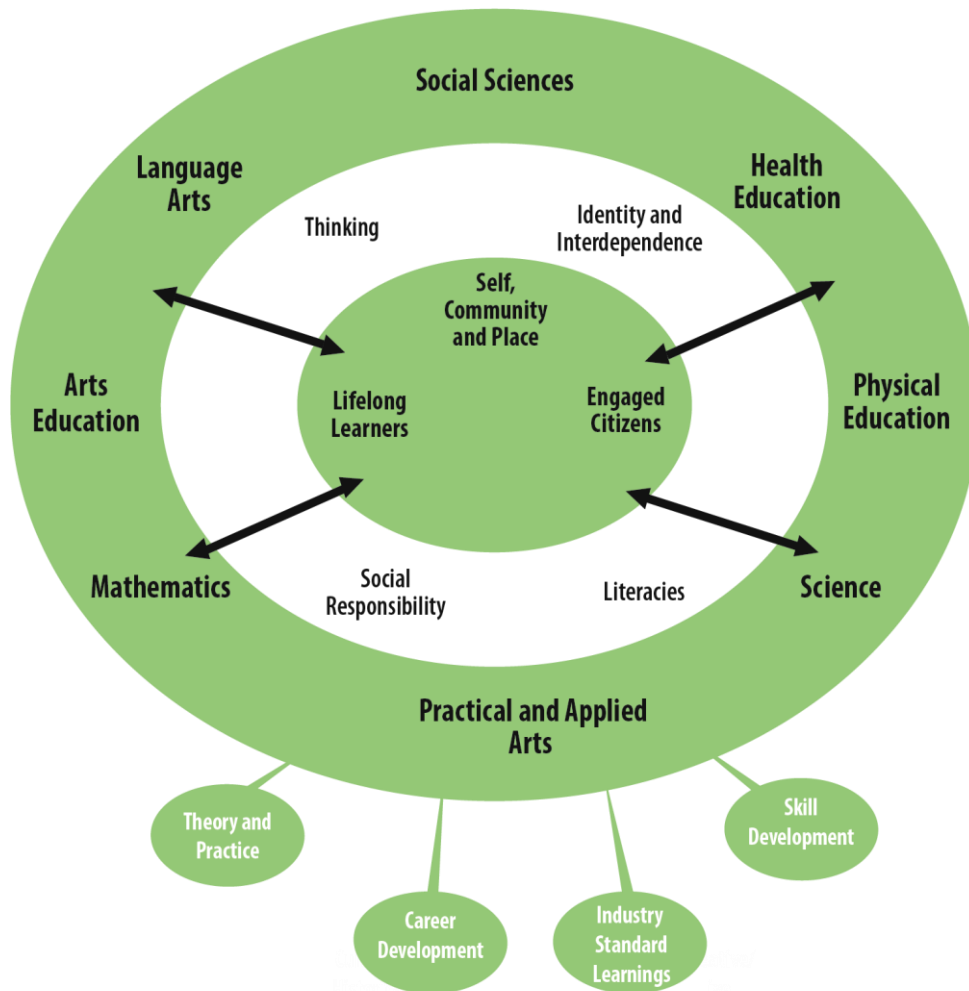 Social Sciences
Language
Arts
Health
Education
Thinking
Identity and
Interdependence
Self,
Community
and Place
Arts
Education
Lifelong
Learners
Engaged
Citizens
Physical
Education
Mathematics
Social
Responsibility
Literacies
Science
Practical and Applied
Arts
Theory and
Practice
Career
Development
Industry
Standard
Learnings
Skill
Development